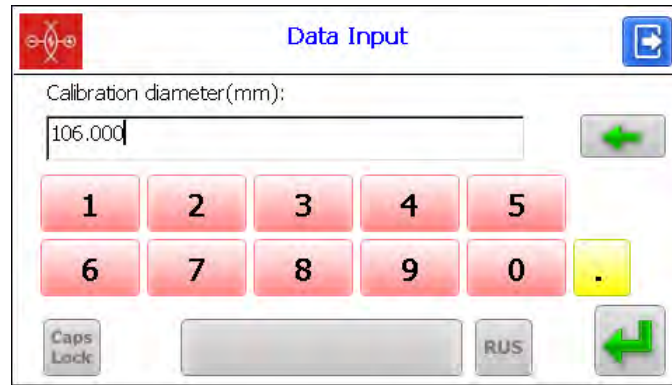 Data Input
Calibration diameter(mm):
106.000
1 2 3 4 5
6 7 8 9 0 .
Caps
Lock
RUS